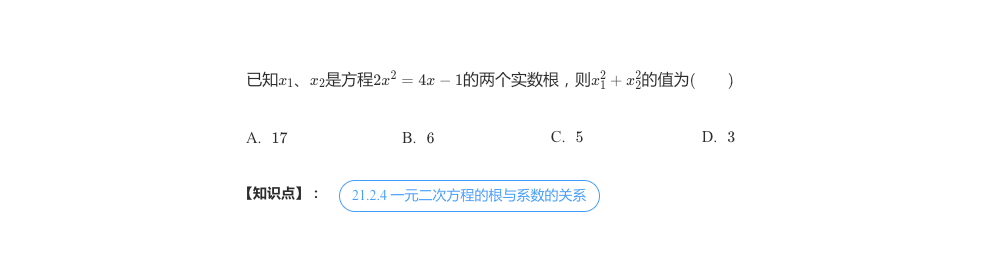 已知$x_1$、$x_2$是方程$2x^2=4x-1$的两个实数根，则$x_1^2+x_2^2$的值为( )
A. 17 B. 6 C. 5 D. 3
【知识点】： 21.2.4 一元二次方程的根与系数的关系